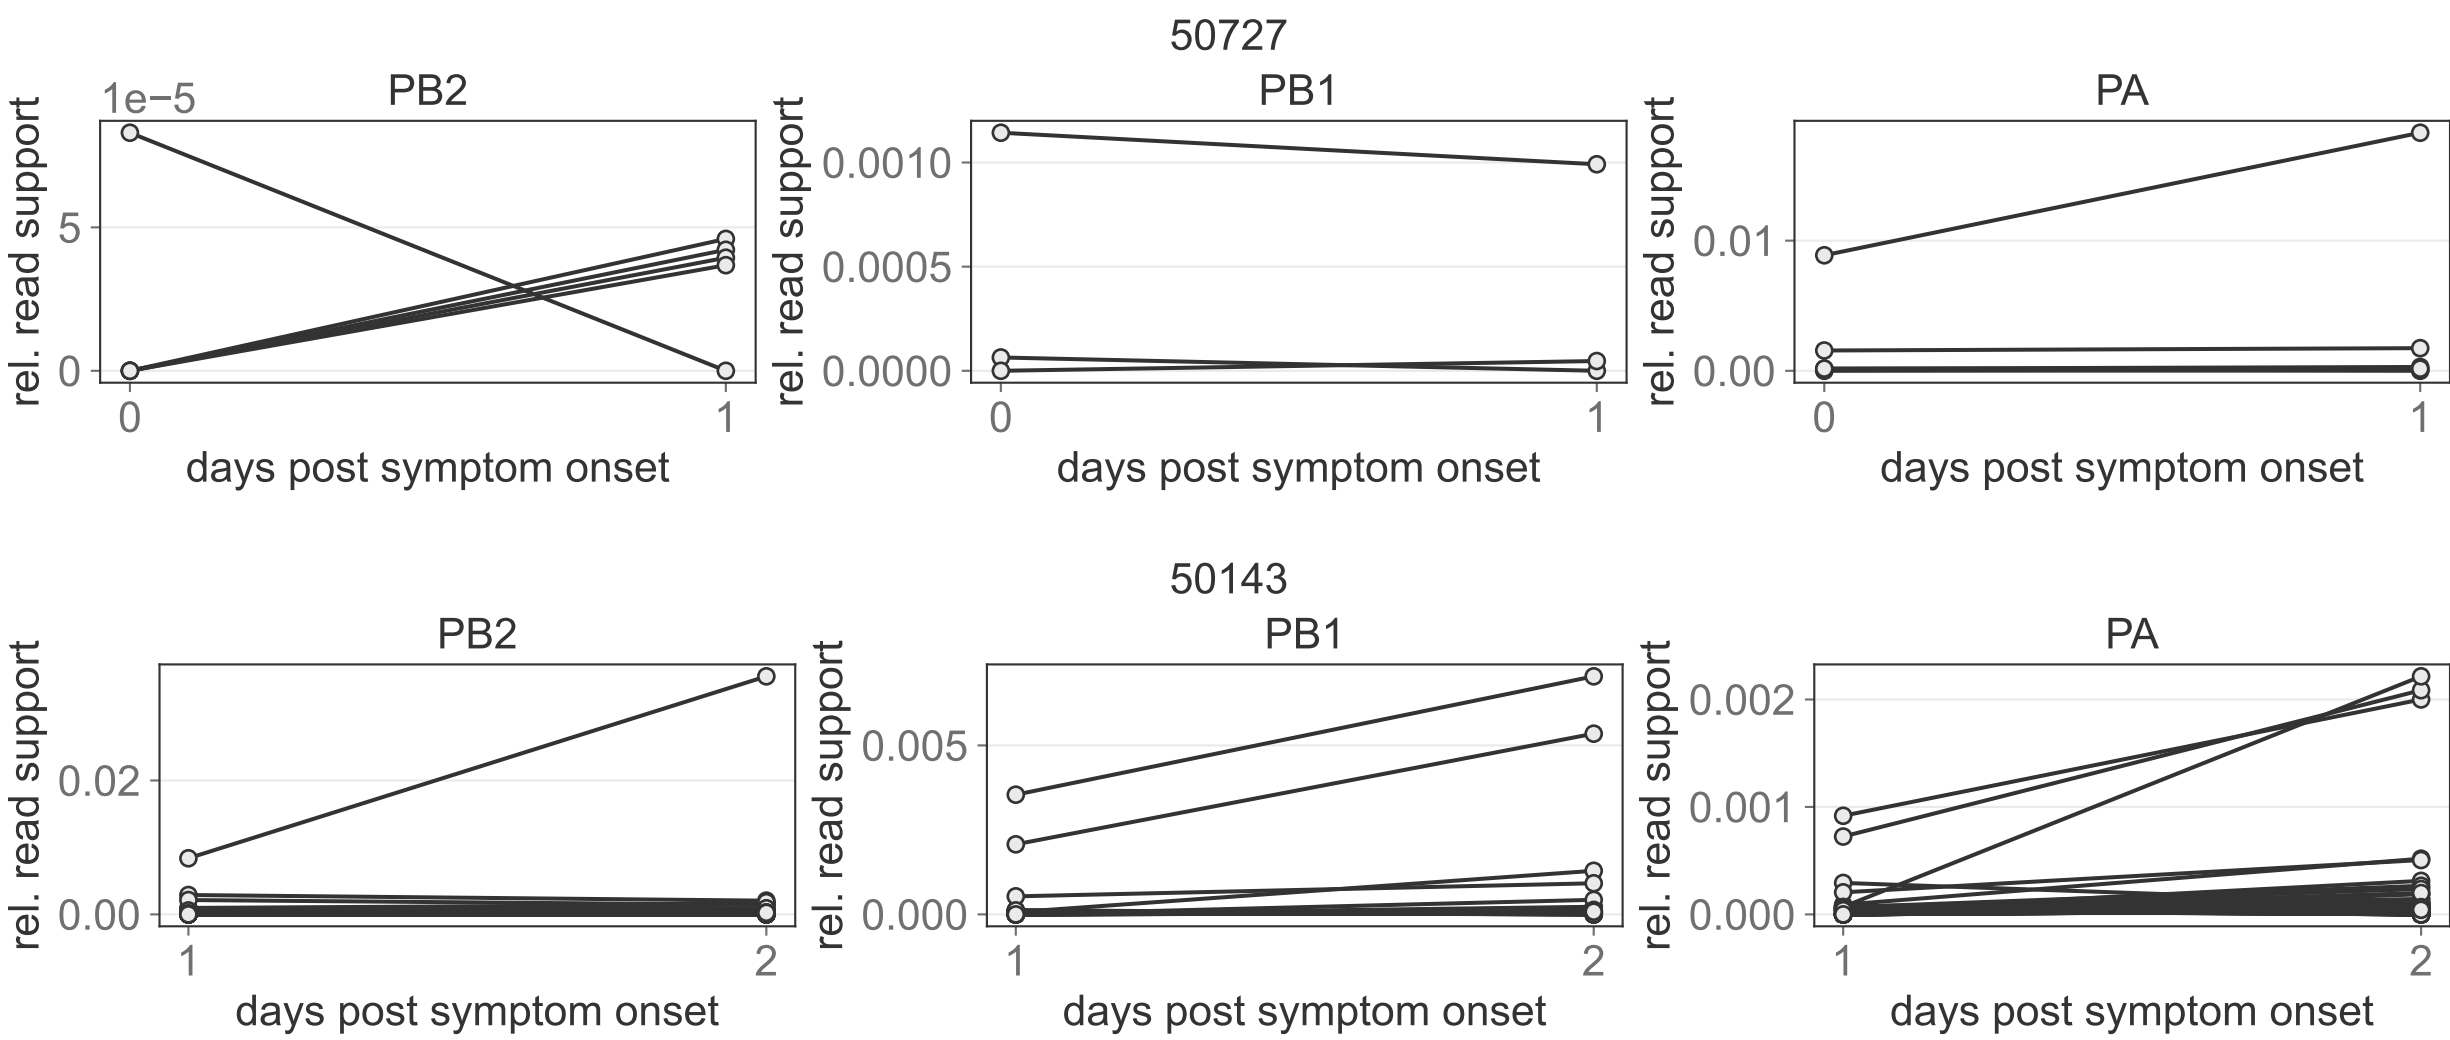 50727
PB2 PB1 PA
1e−5
rel. read support
5
0
0 1
days post symptom onset
rel. read support
0.0010
0.0005
0.0000
0 1
days post symptom onset
rel. read support
0.01
0.00
0 1
days post symptom onset
50143
PB2 PB1 PA
rel. read support
0.02
0.00
1 2
days post symptom onset
rel. read support
0.005
0.000
1 2
days post symptom onset
rel. read support
0.002
0.001
0.000
1 2
days post symptom onset